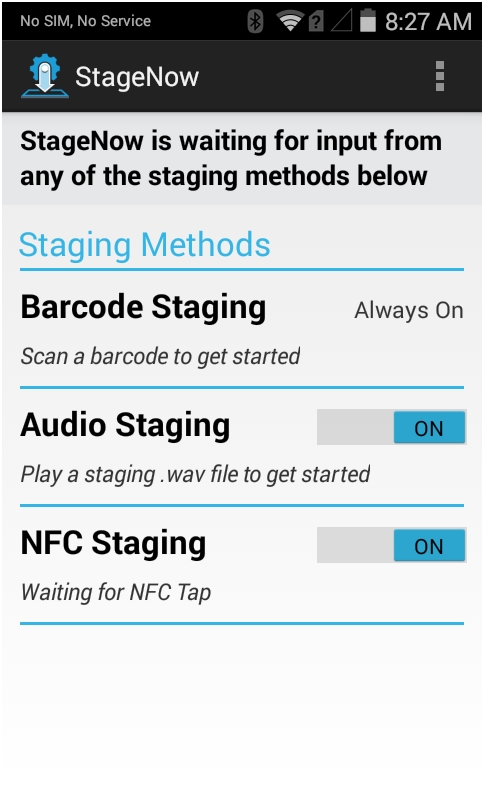 No SIM, No Service
8:27 AM
StageNow
StageNow is waiting for input from
any of the staging methods below
Staging Methods
Barcode Staging
Always On
Scan a barcode to get started
Audio Staging
ON
Play a staging .wav file to get started
NFC Staging
ON
Waiting for NFC Tap